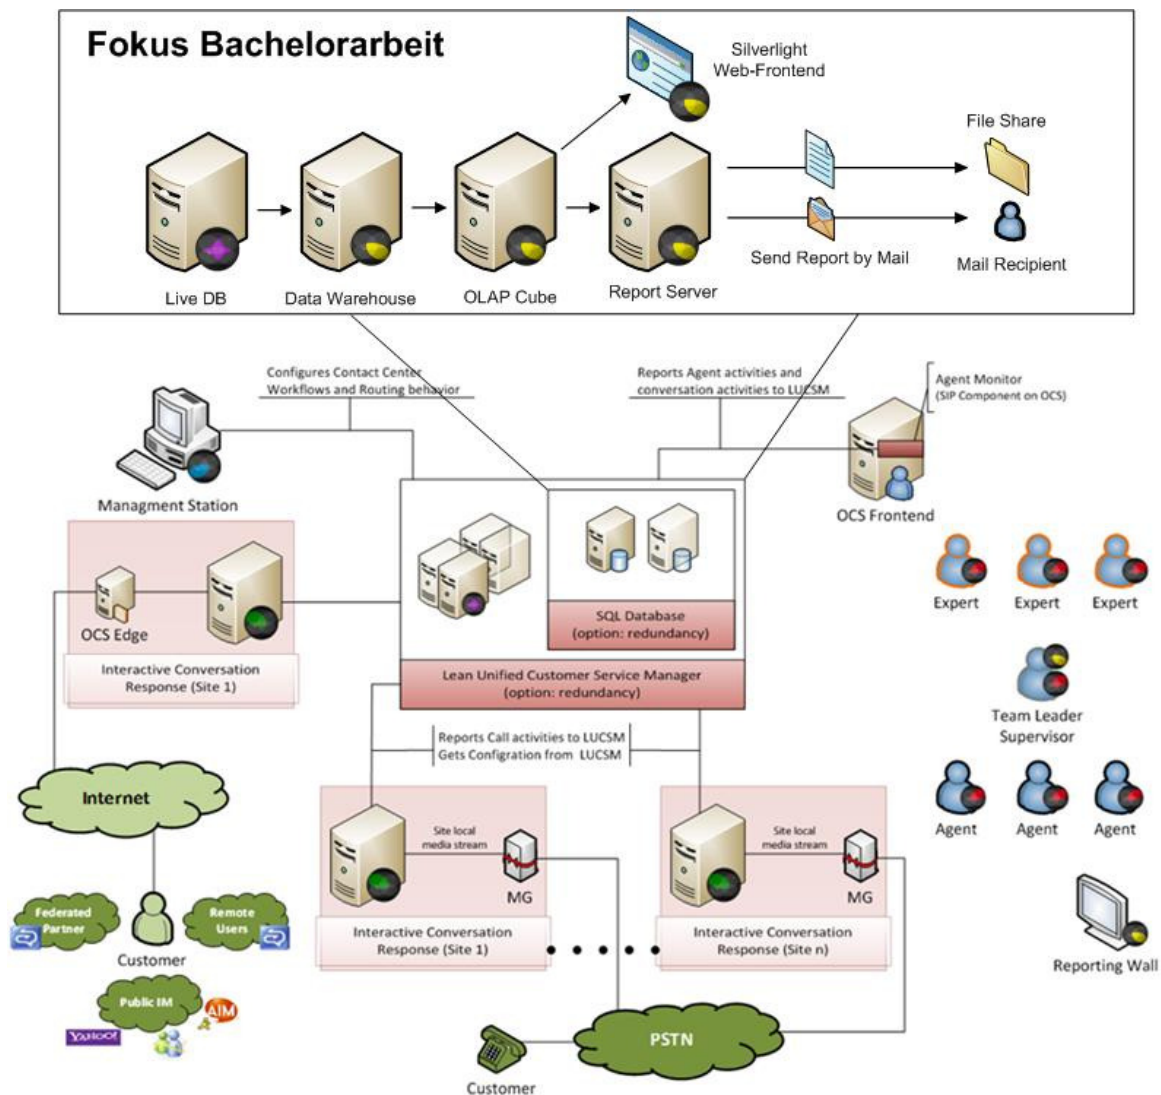 Fokus Bachelorarbeit
Silverlight
Web-Frontend
File Share
Send Report by Mail
Mail Recipient
Live DB
Data Warehouse
OLAP Cube
Report Server
Configures Contact Center
Workflows and Routing behavior
Reports Agent activities and
conversation activities to LUCSM
Agent Monitor
(SIP Component on OCS)
Managment Station
OCS Frontend
SQL Database
(option: redundancy)
Lean Unified Customer Service Manager
(option: redundancy)
OCS Edge
Interactive Conversation
Response (Site 1)
Expert
Expert
Expert
Team Leader
Supervisor
Agent
Agent
Agent
Reports Call activities to LUCSM
Gets Configration from LUCSM
Internet
Site local
media stream
MG
Interactive Conversation
Response (Site 1)
Site local
media stream
MG
Interactive Conversation
Response (Site n)
Federated
Partner
Remote
Users
Customer
Public IM
AIM
YAHOO!
Reporting Wall
PSTN
Customer